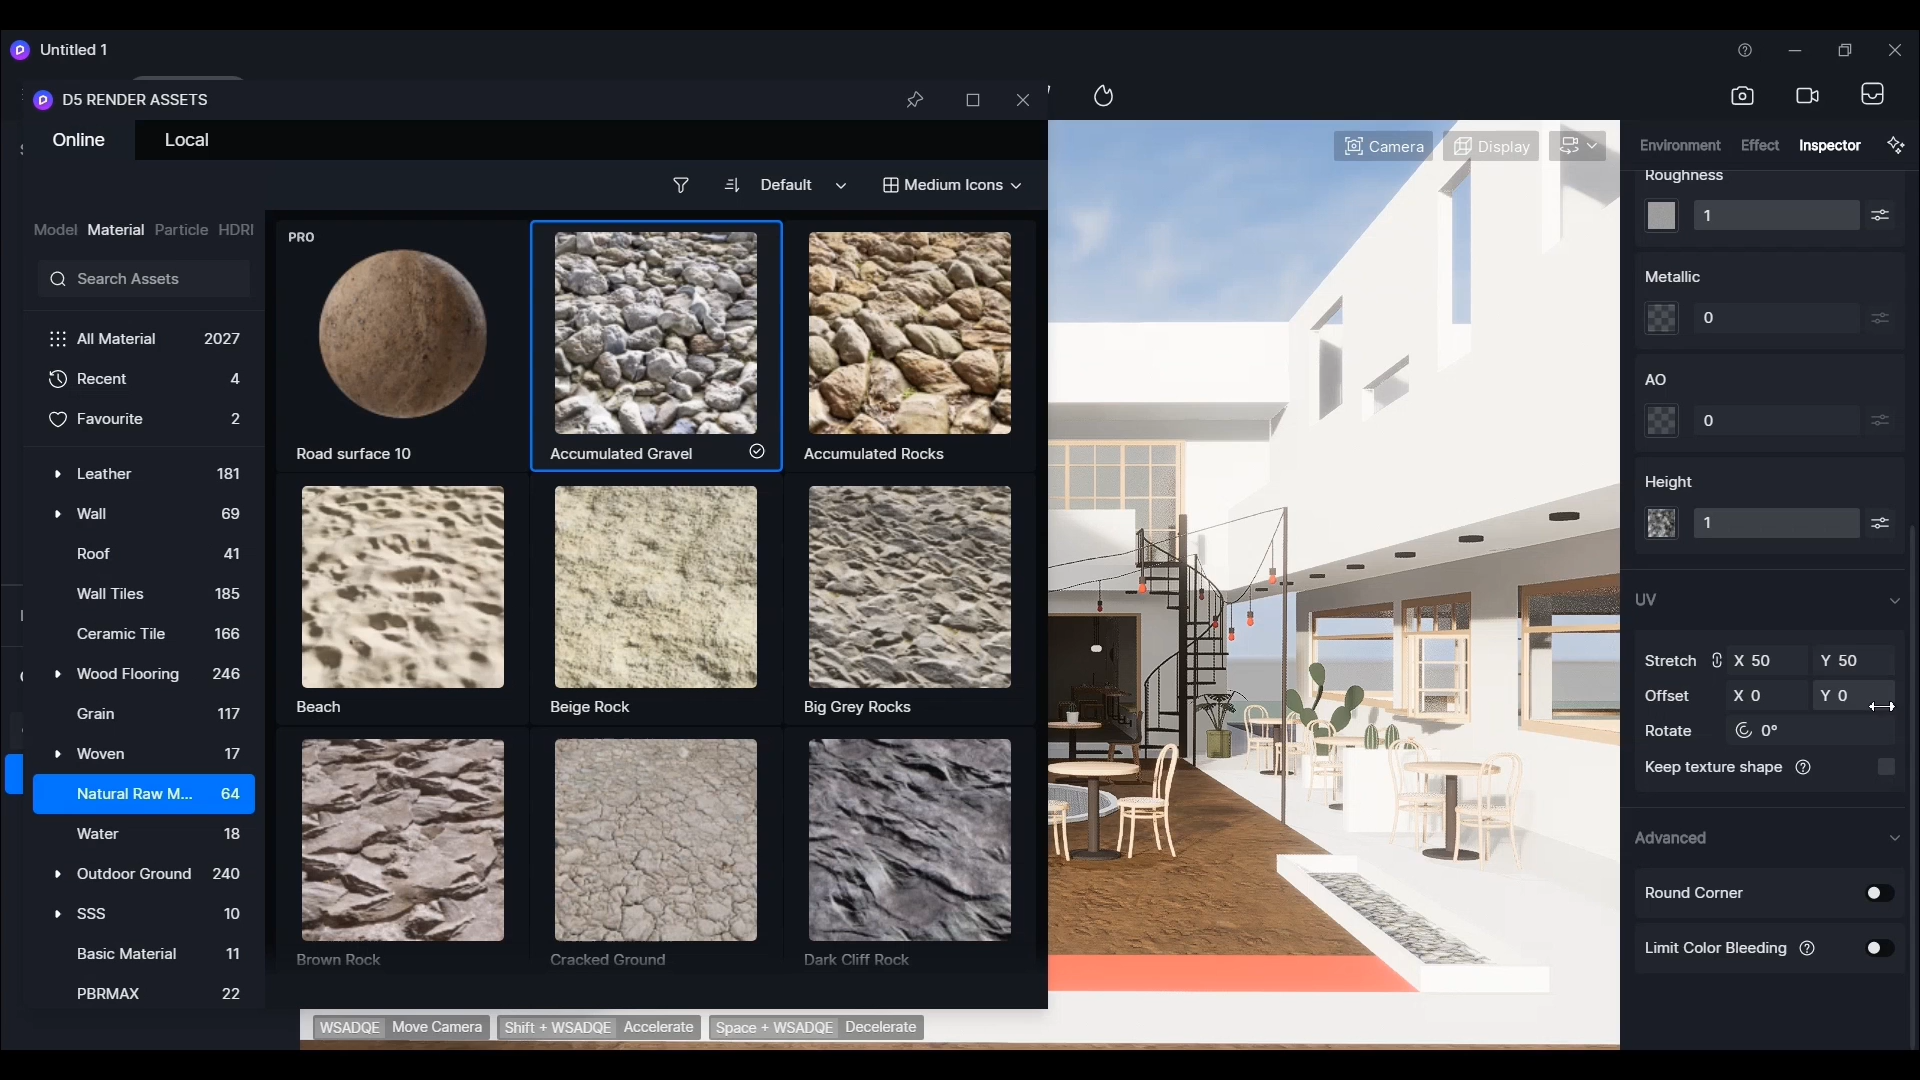 Untitled 1
D5 RENDER ASSETS
Online
Local
Default
Medium Icons
Model Material Particle HDRI
Search Assets
All Material 2027
Recent 4
Favourite 2
Leather 181
Wall 69
Roof 41
Wall Tiles 185
Ceramic Tile 166
Wood Flooring 246
Grain 117
Woven 17
Natural Raw M... 64
Water 18
Outdoor Ground 240
SSS 10
Basic Material 11
PBRMAX 22
PRO
Road surface 10
Accumulated Gravel
Accumulated Rocks
Beach
Beige Rock
Big Grey Rocks
Brown Rock
Cracked Ground
Dark Cliff Rock
WSADQE Move Camera
Shift + WSADQE Accelerate
Space + WSADQE Decelerate
Camera
Display
Environment Effect Inspector
Roughness
1
Metallic
0
AO
0
Height
1
UV
Stretch X 50 Y 50
Offset X 0 Y 0
Rotate 0°
Keep texture shape
Advanced
Round Corner
Limit Color Bleeding